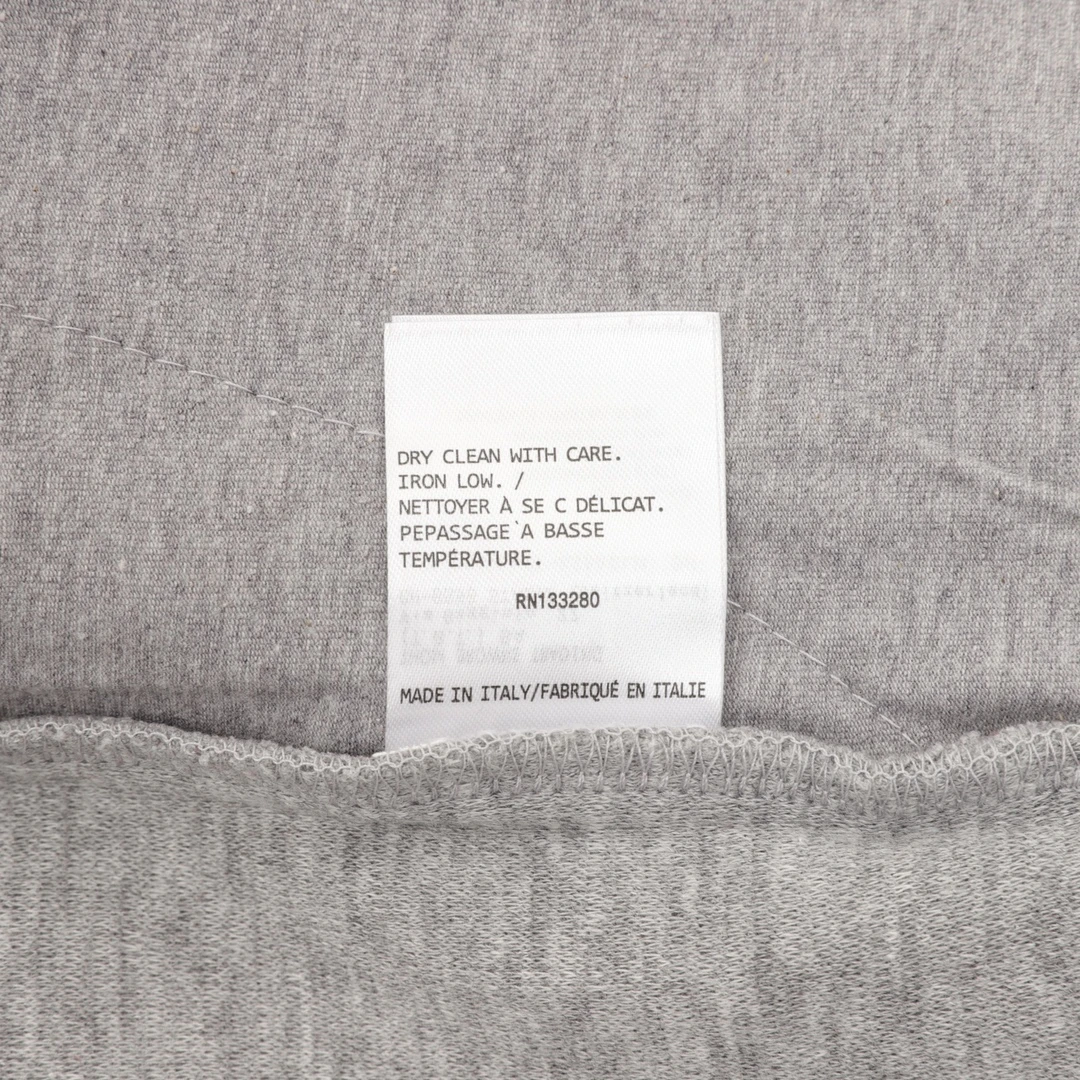 DRY CLEAN WITH CARE.
IRON LOW. /
NETTOYER À SE C DÉLICAT.
PEPASSAGE`A BASSE
TEMPÉRATURE.
RN133280
MADE IN ITALY/FABRIQUÉ EN ITALIE